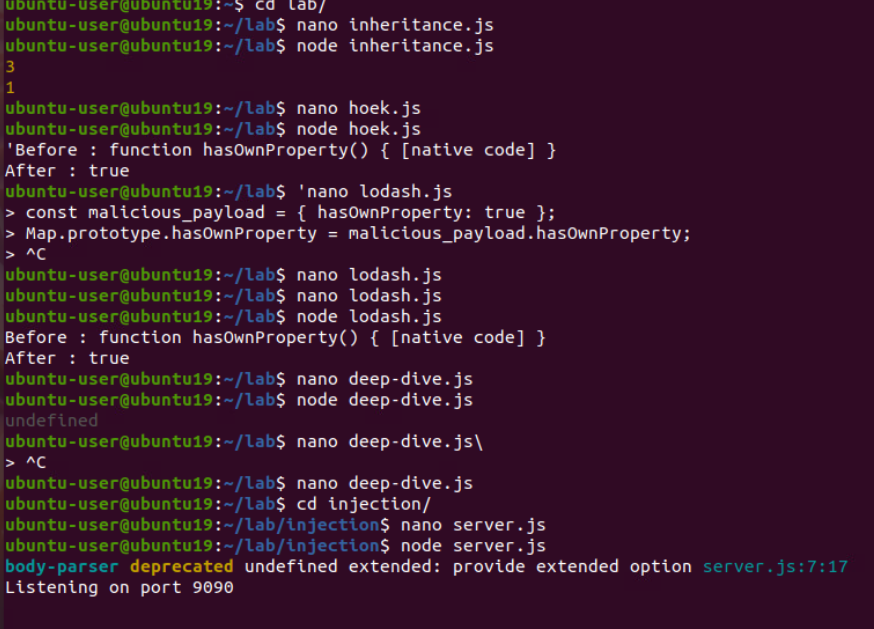 ubuntu-user@ubuntu19:~$ cd lab/
ubuntu-user@ubuntu19:~/lab$ nano inheritance.js
ubuntu-user@ubuntu19:~/lab$ node inheritance.js
3
1
ubuntu-user@ubuntu19:~/lab$ nano hoek.js
ubuntu-user@ubuntu19:~/lab$ node hoek.js
'Before : function hasOwnProperty() { [native code] }
After : true
ubuntu-user@ubuntu19:~/lab$ 'nano lodash.js
> const malicious_payload = { hasOwnProperty: true };
> Map.prototype.hasOwnProperty = malicious_payload.hasOwnProperty;
> ^C
ubuntu-user@ubuntu19:~/lab$ nano lodash.js
ubuntu-user@ubuntu19:~/lab$ nano lodash.js
ubuntu-user@ubuntu19:~/lab$ node lodash.js
Before : function hasOwnProperty() { [native code] }
After : true
ubuntu-user@ubuntu19:~/lab$ nano deep-dive.js
ubuntu-user@ubuntu19:~/lab$ node deep-dive.js
undefined
ubuntu-user@ubuntu19:~/lab$ nano deep-dive.js\
> ^C
ubuntu-user@ubuntu19:~/lab$ nano deep-dive.js
ubuntu-user@ubuntu19:~/lab$ cd injection/
ubuntu-user@ubuntu19:~/lab/injection$ nano server.js
ubuntu-user@ubuntu19:~/lab/injection$ node server.js
body-parser deprecated undefined extended: provide extended option server.js:7:17
Listening on port 9090